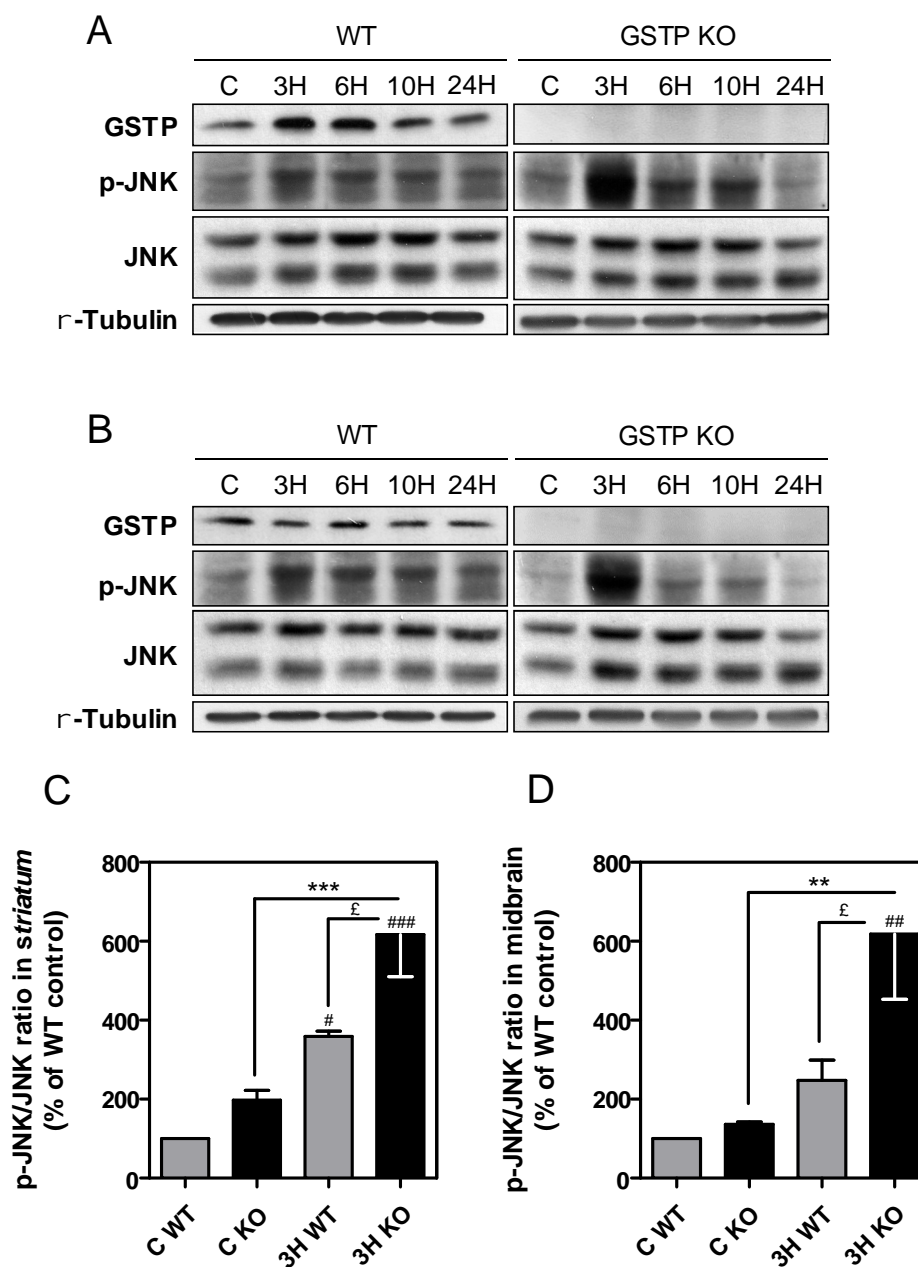 A
WT GSTP KO
C 3H 6H 10H 24H C 3H 6H 10H 24H
GSTP
p-JNK
JNK
r-Tubulin
B
WT GSTP KO
C 3H 6H 10H 24H C 3H 6H 10H 24H
GSTP
p-JNK
JNK
r-Tubulin
C
p-JNK/JNK ratio in striatum
(% of WT control)
800
600
400
200
0
***
£
###
#
C WT C KO 3H WT 3H KO
D
p-JNK/JNK ratio in midbrain
(% of WT control)
800
600
400
200
0
**
£
##
C WT C KO 3H WT 3H KO